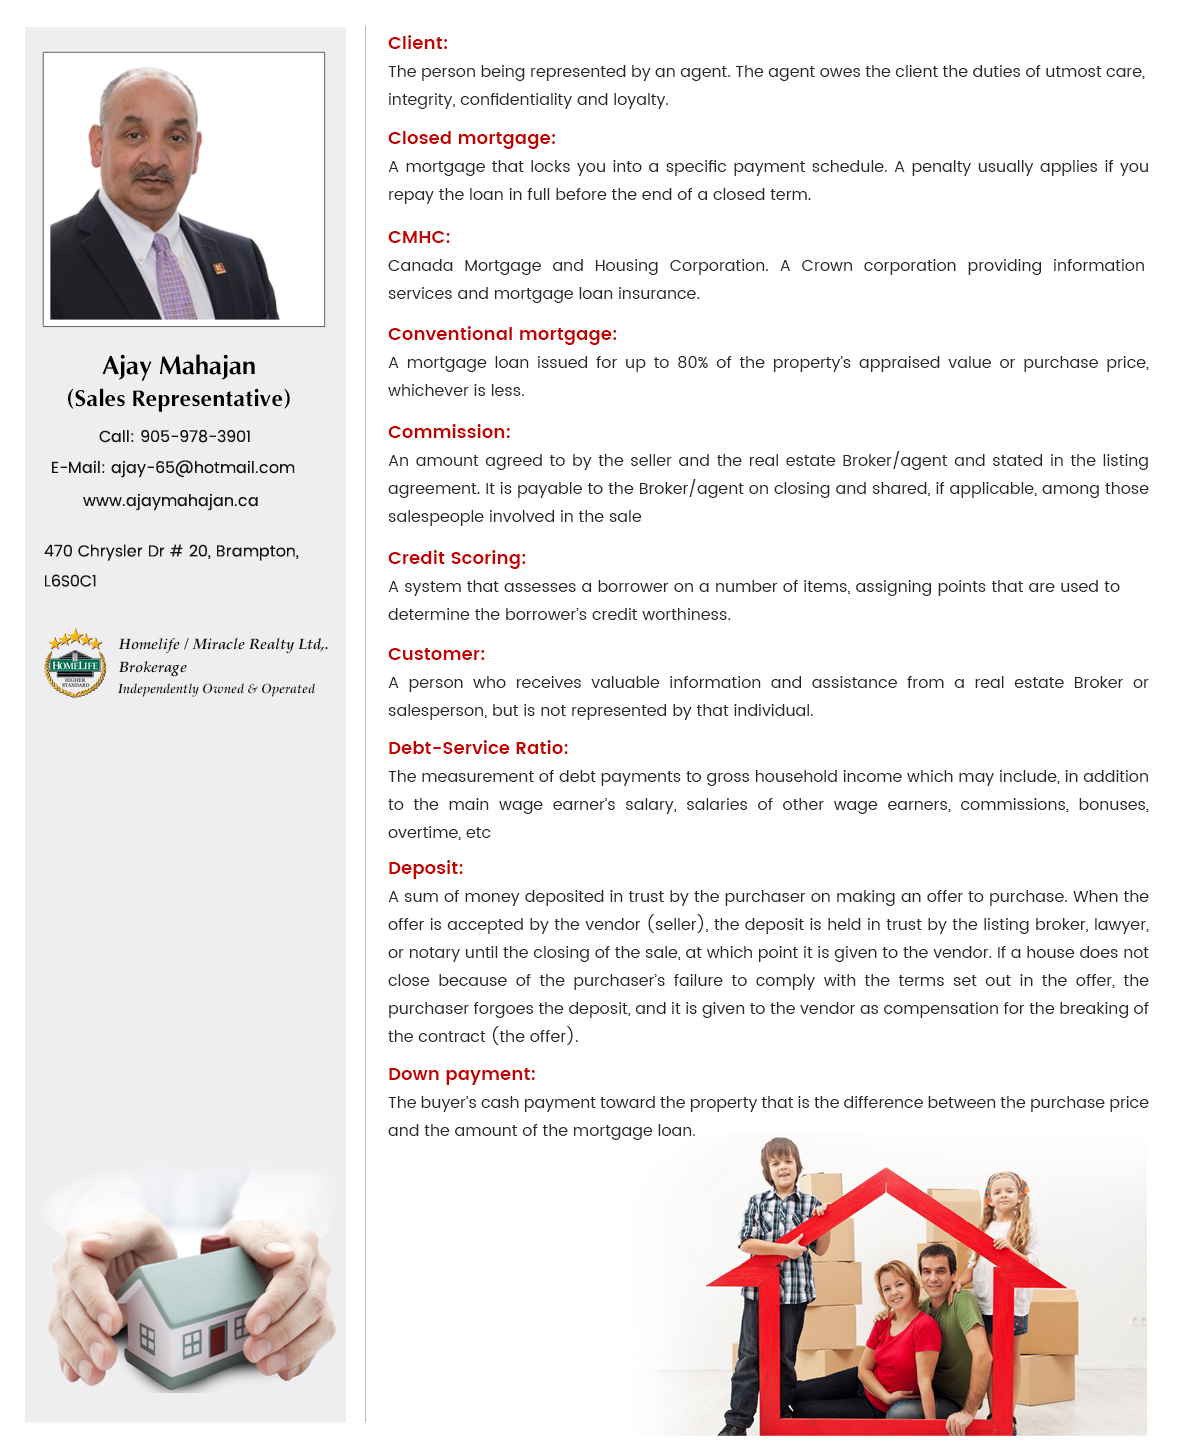 Ajay Mahajan
(Sales Representative)
Call: 905-978-3901
E-Mail: ajay-65@hotmail.com
www.ajaymahajan.ca
470 Chrysler Dr # 20, Brampton,
L6S0C1
HOMELIFE
HIGHER
STANDARD
Homelife / Miracle Realty Ltd,.
Brokerage
Independently Owned & Operated
Client:
The person being represented by an agent. The agent owes the client the duties of utmost care,
integrity, confidentiality and loyalty.
Closed mortgage:
A mortgage that locks you into a specific payment schedule. A penalty usually applies if you
repay the loan in full before the end of a closed term.
CMHC:
Canada Mortgage and Housing Corporation. A Crown corporation providing information
services and mortgage loan insurance.
Conventional mortgage:
A mortgage loan issued for up to 80% of the property's appraised value or purchase price,
whichever is less.
Commission:
An amount agreed to by the seller and the real estate Broker/agent and stated in the listing
agreement. It is payable to the Broker/agent on closing and shared, if applicable, among those
salespeople involved in the sale
Credit Scoring:
A system that assesses a borrower on a number of items, assigning points that are used to
determine the borrower's credit worthiness.
Customer:
A person who receives valuable information ad assistance from a real estate Broker or
salesperson, but is not represented by that individual.
Debt-Service Ratio:
The measurement of debt payments to gross household income which may include, in addition
to the main wage earner's salary, salaries of other wage earners, commissions, bonuses,
overtime, etc
Deposit:
A sum of money deposited in trust by the purchaser on making an offer to purchase. When the
offer is accepted by the vendor (seller), the deposit is held in trust by the listing broker, lawyer,
or notary until the closing of the sale, at which point it is given to the vendor. If a house does not
close because of the purchaser's failure to comply with the terms set out in the offer, the
purchaser forgoes the deposit, and it is given to the vendor as compensation for the breaking of
the contract (the offer).
Down payment:
The buyer's cash payment toward the property that is the difference between the purchase price
and the amount of the mortgage loan.